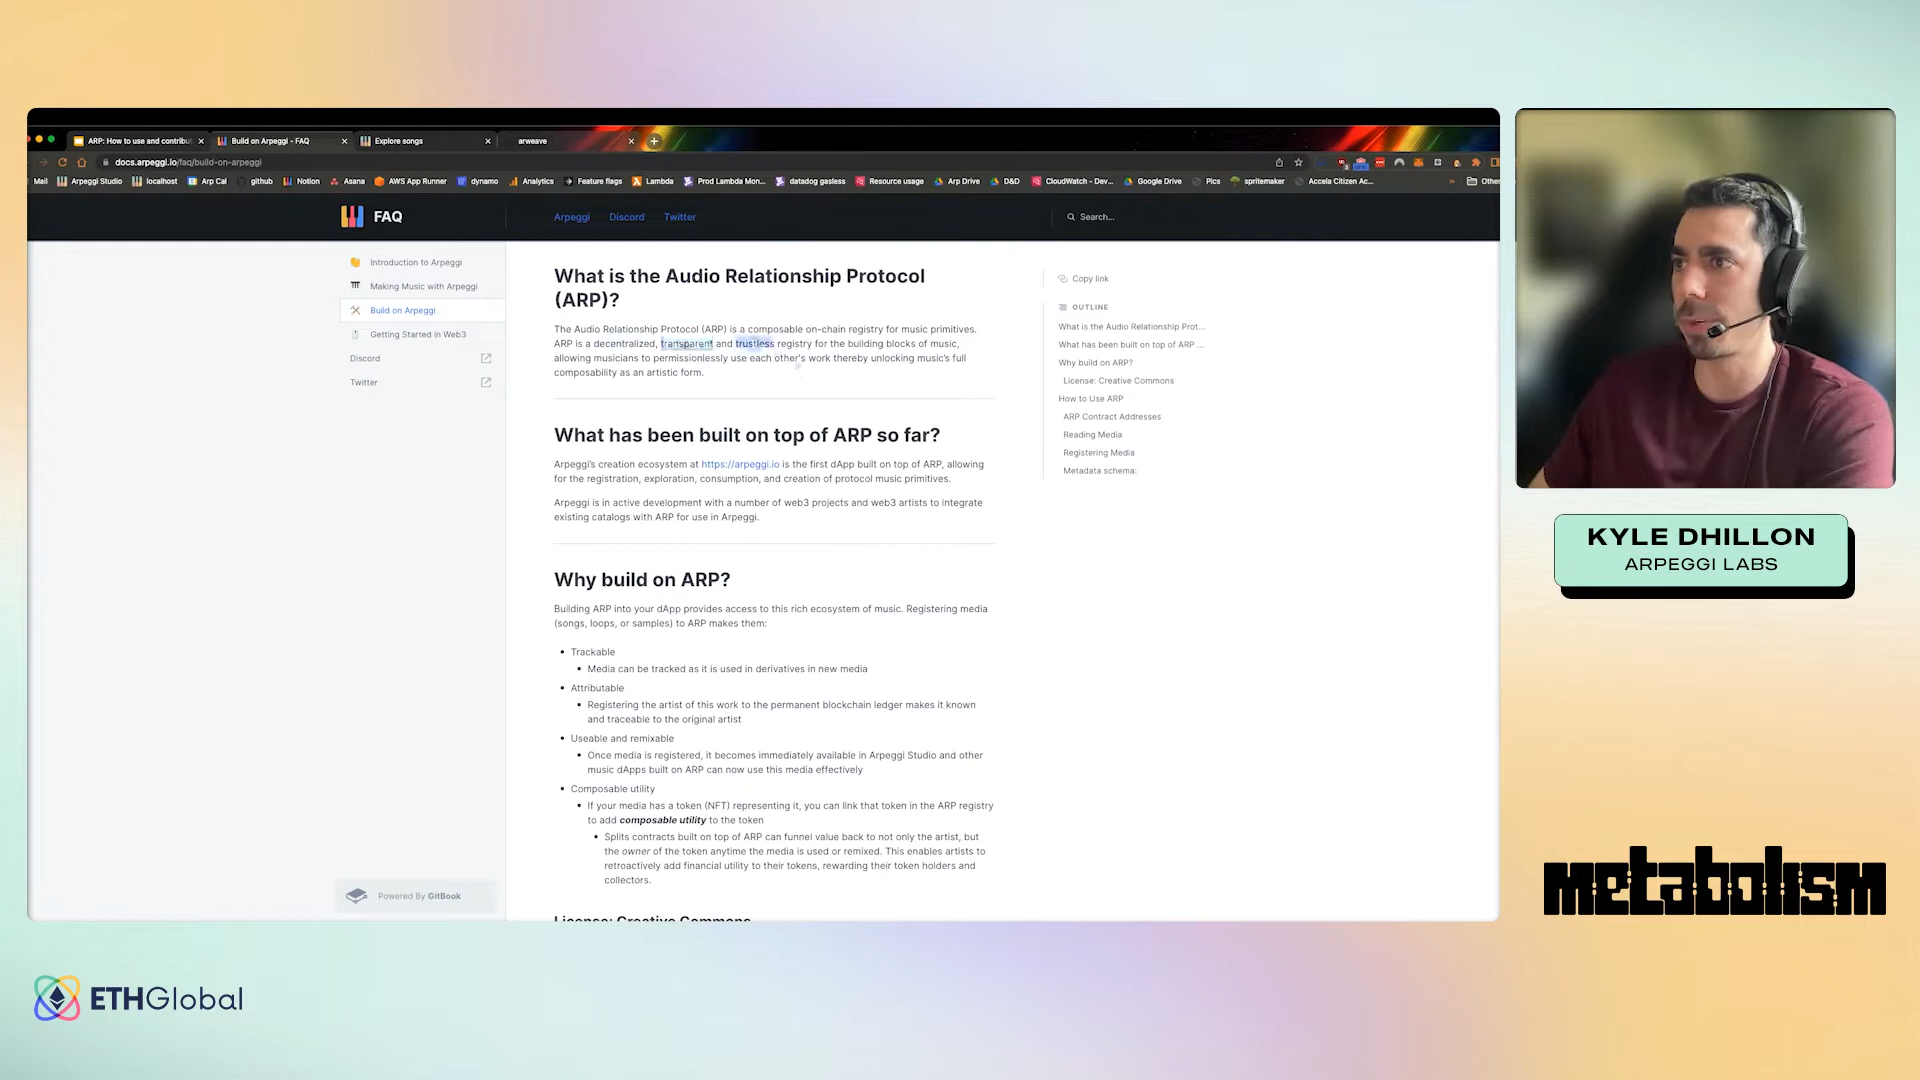 ARP: How to use and contribut
Build on Arpeggi - FAQ
Explore songs
arweave
docs.arpeggi.io/faq/build-on-arpeggi
Mail
Arpeggi Studio
localhost
Arp Cal
github
Notion
Asana
AWS App Runner
dynamo
Analytics
Feature flags
Lambda
Prod Lambda Mon...
datadog gasless
Resource usage
Arp Drive
D&D
CloudWatch - Dev...
Google Drive
Pics
spritemaker
Accela Citizen Ac...
Other
FAQ
Arpeggi
Discord
Twitter
Search...
Introduction to Arpeggi
Making Music with Arpeggi
Build on Arpeggi
Getting Started in Web3
Discord
Twitter
Powered By GitBook
What is the Audio Relationship Protocol
(ARP)?
The Audio Relationship Protocol (ARP) is a composable on-chain registry for music primitives.
ARP is a decentralized, transparent and trustless registry for the building blocks of music,
allowing musicians to permissionlessly use each other's work thereby unlocking music's full
composability as an artistic form.
What has been built on top of ARP so far?
Arpeggi's creation ecosystem at https://arpeggi.io is the first dApp built on top of ARP, allowing
for the registration, exploration, consumption, and creation of protocol music primitives.
Arpeggi is in active development with a number of web3 projects and web3 artists to integrate
existing catalogs with ARP for use in Arpeggi.
Why build on ARP?
Building ARP into your dApp provides access to this rich ecosystem of music. Registering media
(songs, loops, or samples) to ARP makes them:
• Trackable
• Media can be tracked as it is used in derivatives in new media
• Attributable
• Registering the artist of this work to the permanent blockchain ledger makes it known
and traceable to the original artist
• Useable and remixable
• Once media is registered, it becomes immediately available in Arpeggi Studio and other
music dApps built on ARP can now use this media effectively
• Composable utility
• If your media has a token (NFT) representing it, you can link that token in the ARP registry
to add composable utility to the token
• Splits contracts built on top of ARP can funnel value back to not only the artist, but
the owner of the token anytime the media is used or remixed. This enables artists to
retroactively add financial utility to their tokens, rewarding their token holders and
collectors.
License: Creative Commons
Copy link
OUTLINE
What is the Audio Relationship Prot...
What has been built on top of ARP ...
Why build on ARP?
License: Creative Commons
How to Use ARP
ARP Contract Addresses
Reading Media
Registering Media
Metadata schema:
KYLE DHILLON
ARPEGGI LABS
metabolism
ETHGlobal